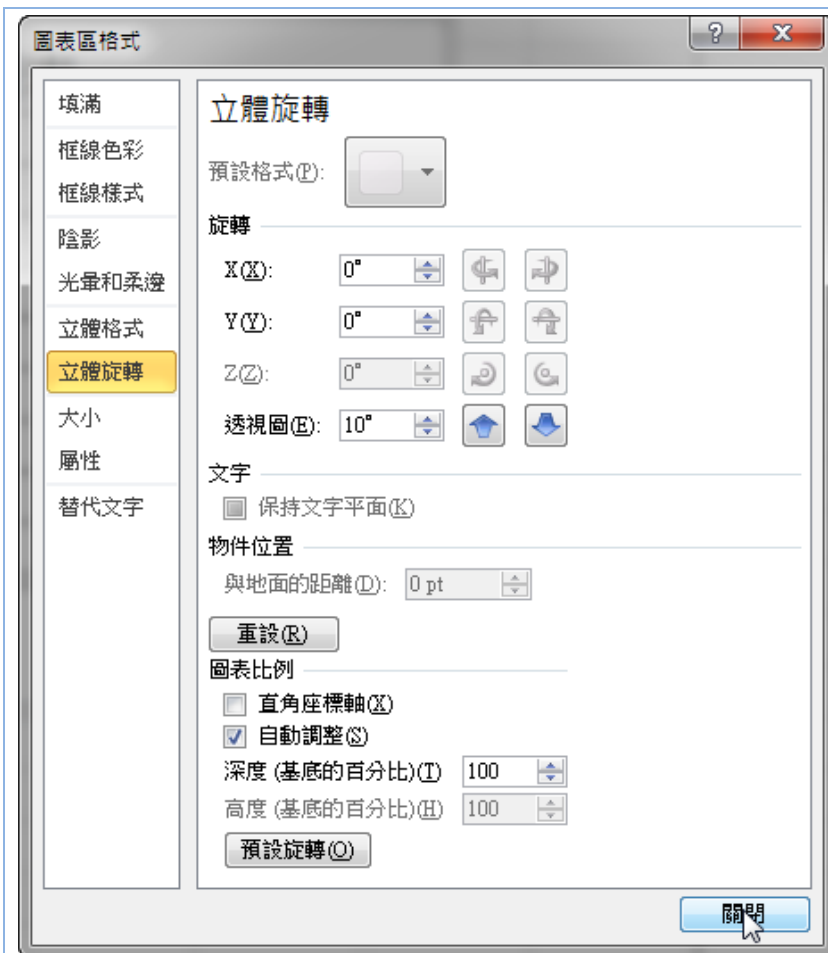 圖表區格式
填滿
框線色彩
框線樣式
陰影
光暈和柔邊
立體格式
立體旋轉
大小
屬性
替代文字
立體旋轉
預設格式(P):
旋轉
X(X): 0°
Y(Y): 0°
Z(Z): 0°
透視圖(E): 10°
文字
保持文字平面(K)
物件位置
與地面的距離(D): 0 pt
重設(R)
圖表比例
直角座標軸(X)
自動調整(S)
深度 (基底的百分比)(T) 100
高度 (基底的百分比)(H) 100
預設旋轉(O)
關閉